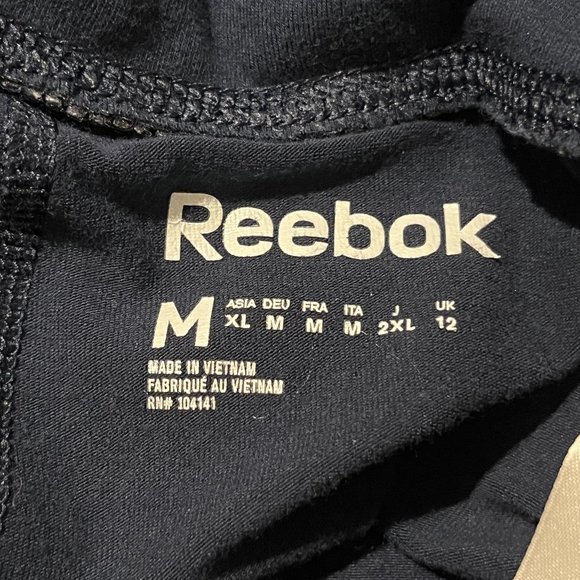 Reebok
M
ASIA DEU FRA ITA J UK
XL M M M 2XL 12
MADE IN VIETNAM
FABRIQUÉ AU VIETNAM
RN# 104141